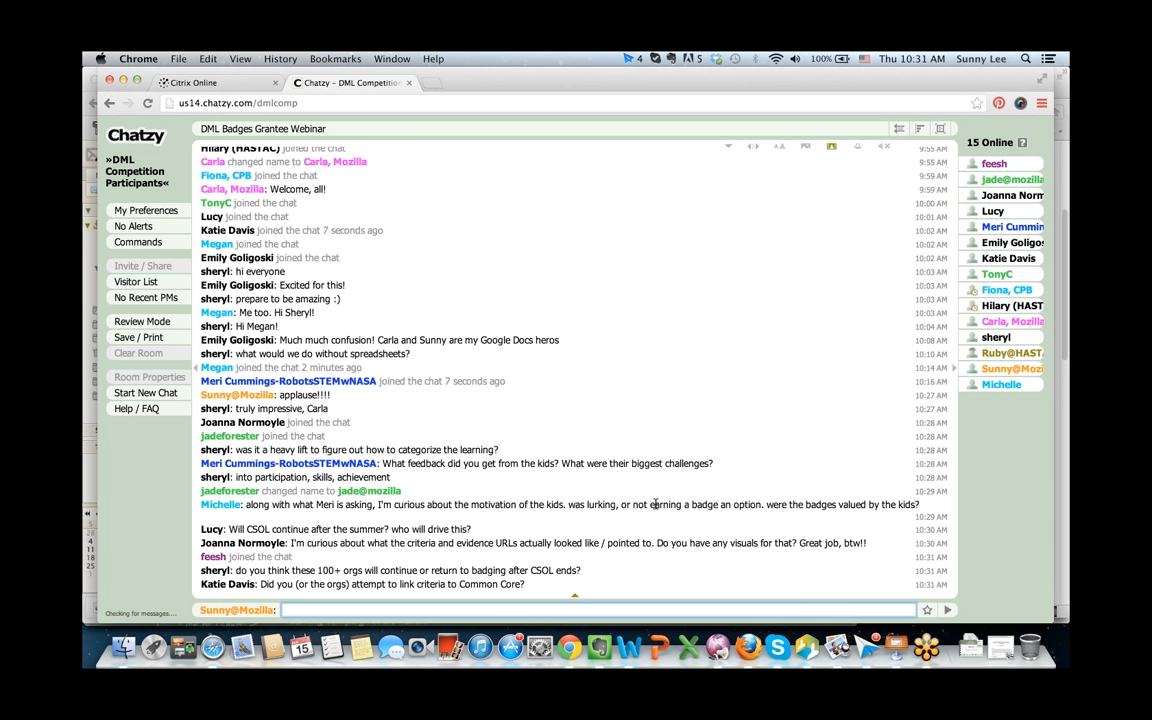 Chrome File Edit View History Bookmarks Window Help 4 5 100% Thu 10:31 AM Sunny Lee
Citrix Online × Chatzy – DML Competition ×
us14.chatzy.com/dmlcomp
Chatzy
»DML
Competition
Participants«
My Preferences
No Alerts
Commands
Invite / Share
Visitor List
No Recent PMs
Review Mode
Save / Print
Clear Room
Room Properties
Start New Chat
Help / FAQ
Checking for messages....
DML Badges Grantee Webinar
Hilary (HASTAC) joined the chat 9:55 AM
Carla changed name to Carla, Mozilla 9:55 AM
Fiona, CPB joined the chat 9:59 AM
Carla, Mozilla: Welcome, all! 9:59 AM
TonyC joined the chat 10:00 AM
Lucy joined the chat 10:01 AM
Katie Davis joined the chat 7 seconds ago 10:02 AM
Megan joined the chat 10:02 AM
Emily Goligoski joined the chat 10:02 AM
sheryl: hi everyone 10:03 AM
Emily Goligoski: Excited for this! 10:03 AM
sheryl: prepare to be amazing :) 10:03 AM
Megan: Me too. Hi Sheryl! 10:03 AM
sheryl: Hi Megan! 10:04 AM
Emily Goligoski: Much much confusion! Carla and Sunny are my Google Docs heros 10:08 AM
sheryl: what would we do without spreadsheets? 10:10 AM
Megan joined the chat 2 minutes ago 10:14 AM
Meri Cummings-RobotsSTEMwNASA joined the chat 7 seconds ago 10:16 AM
Sunny@Mozilla: applause!!!! 10:27 AM
sheryl: truly impressive, Carla 10:27 AM
Joanna Normoyle joined the chat 10:28 AM
jadeforester joined the chat 10:28 AM
sheryl: was it a heavy lift to figure out how to categorize the learning? 10:28 AM
Meri Cummings-RobotsSTEMwNASA: What feedback did you get from the kids? What were their biggest challenges? 10:28 AM
sheryl: into participation, skills, achievement 10:28 AM
jadeforester changed name to jade@mozilla 10:29 AM
Michelle: along with what Meri is asking, I'm curious about the motivation of the kids. was lurking, or not earning a badge an option. were the badges valued by the kids?
10:29 AM
Lucy: Will CSOL continue after the summer? who will drive this? 10:30 AM
Joanna Normoyle: I'm curious about what the criteria and evidence URLs actually looked like / pointed to. Do you have any visuals for that? Great job, btw!! 10:30 AM
feesh joined the chat 10:31 AM
sheryl: do you think these 100+ orgs will continue or return to badging after CSOL ends? 10:31 AM
Katie Davis: Did you (or the orgs) attempt to link criteria to Common Core? 10:31 AM
Sunny@Mozilla:
15 Online ?
feesh
jade@mozilla
Joanna Norm
Lucy
Meri Cummin
Emily Goligos
Katie Davis
TonyC
Fiona, CPB
Hilary (HAST
Carla, Mozilla
sheryl
Ruby@HAST
Sunny@Mozi
Michelle